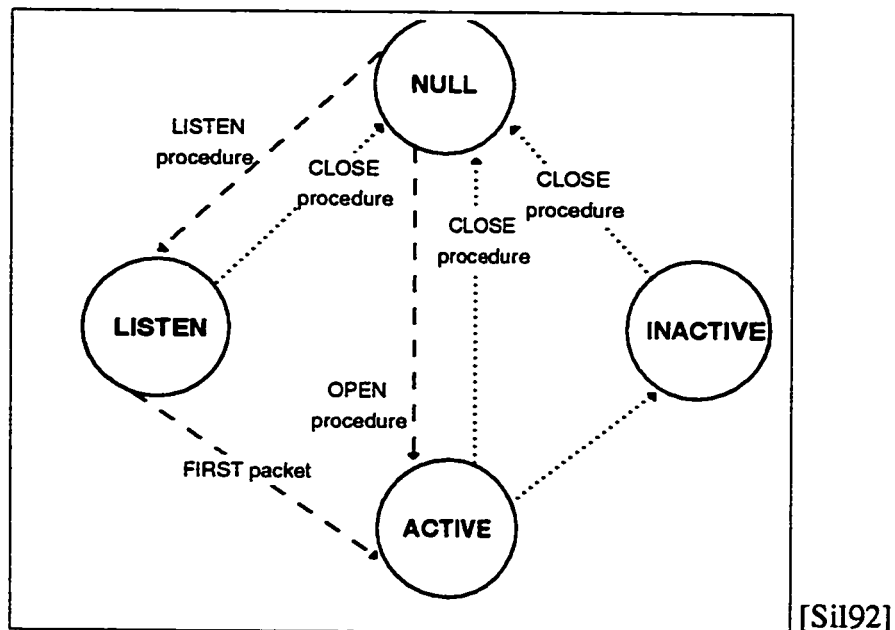 NULL
LISTEN
procedure
CLOSE
procedure
CLOSE
procedure
CLOSE
procedure
LISTEN
INACTIVE
OPEN
procedure
FIRST packet
ACTIVE
[Sil92]